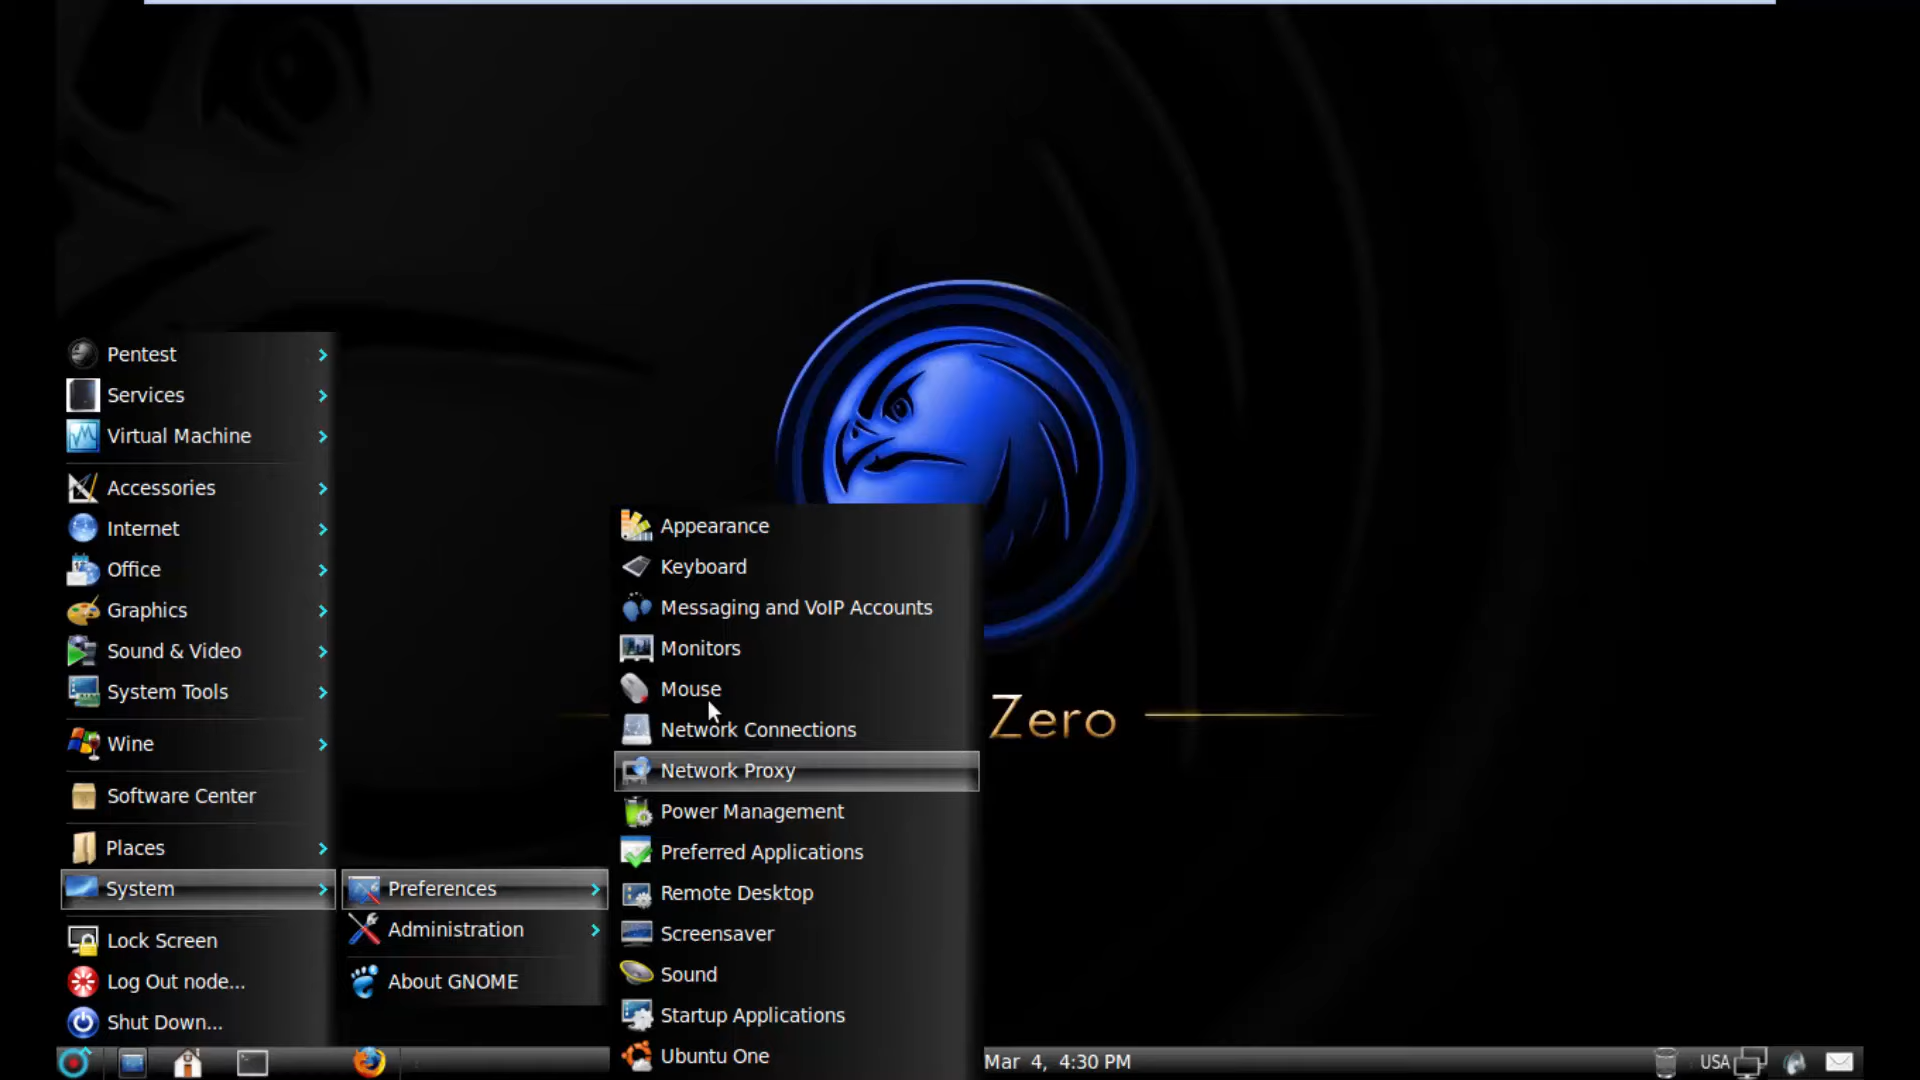 Pentest
Services
Virtual Machine
Accessories
Internet
Office
Graphics
Sound & Video
System Tools
Wine
Software Center
Places
System
Lock Screen
Log Out node...
Shut Down...
Preferences
Administration
About GNOME
Appearance
Keyboard
Messaging and VoIP Accounts
Monitors
Mouse
Network Connections
Network Proxy
Power Management
Preferred Applications
Remote Desktop
Screensaver
Sound
Startup Applications
Ubuntu One
Zero
Mar 4, 4:30 PM
USA